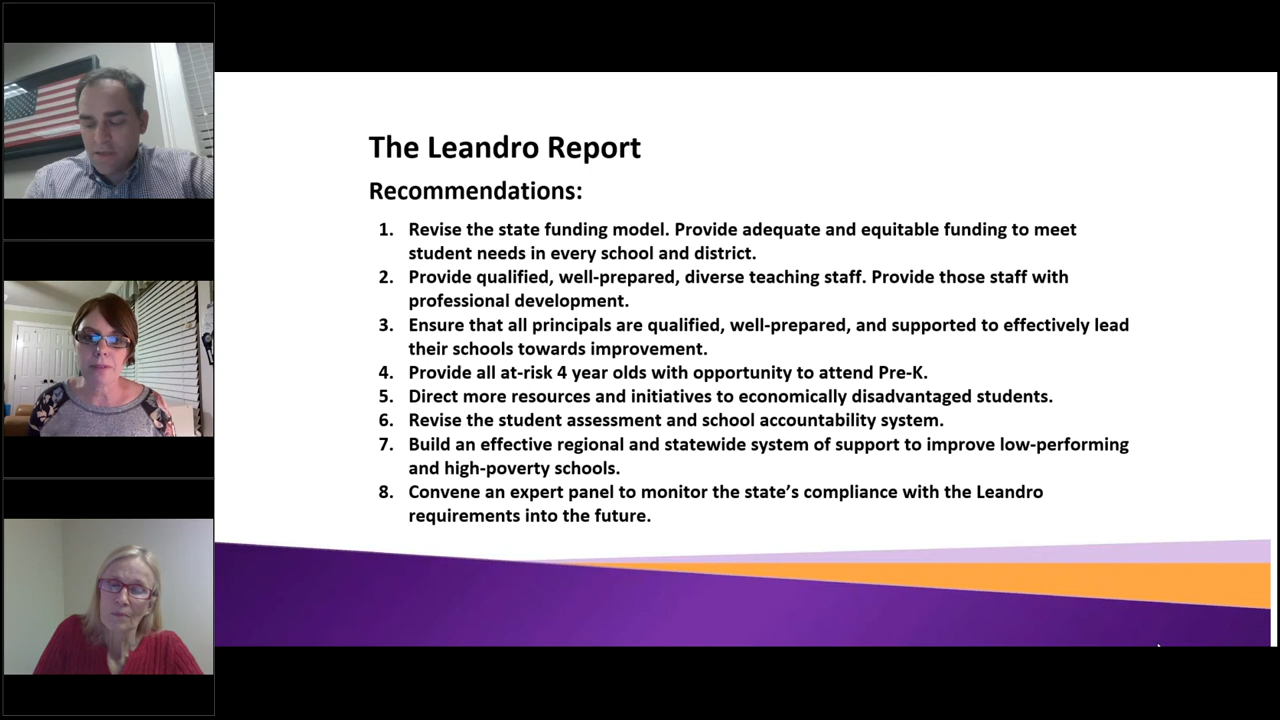 The Leandro Report
Recommendations:
1. Revise the state funding model. Provide adequate and equitable funding to meet
student needs in every school and district.
2. Provide qualified, well-prepared, diverse teaching staff. Provide those staff with
professional development.
3. Ensure that all principals are qualified, well-prepared, and supported to effectively lead
their schools towards improvement.
4. Provide all at-risk 4 year olds with opportunity to attend Pre-K.
5. Direct more resources and initiatives to economically disadvantaged students.
6. Revise the student assessment and school accountability system.
7. Build an effective regional and statewide system of support to improve low-performing
and high-poverty schools.
8. Convene an expert panel to monitor the state’s compliance with the Leandro
requirements into the future.